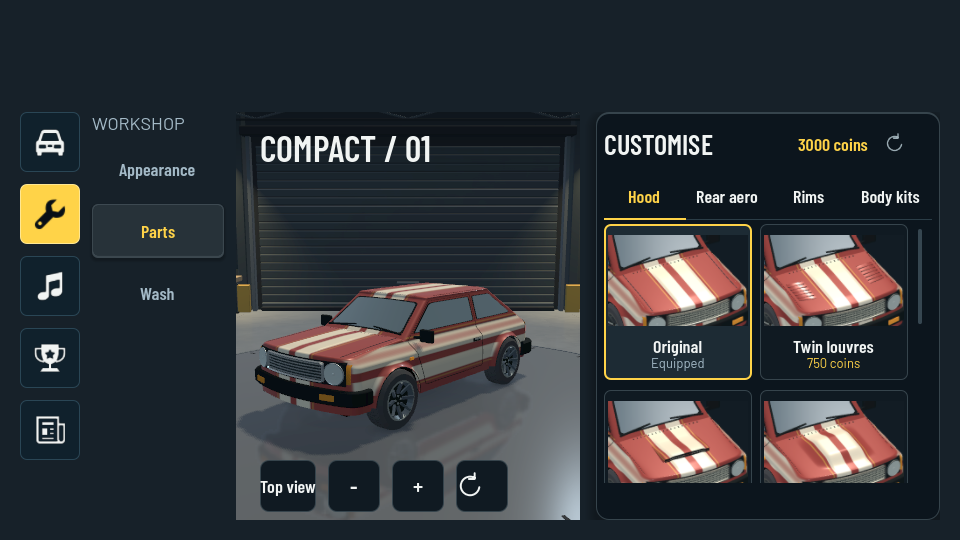 WORKSHOP
Appearance
Parts
Wash
COMPACT / 01
Top view
-
+
CUSTOMISE
3000 coins
Hood
Rear aero
Rims
Body kits
Original
Equipped
Twin louvres
750 coins